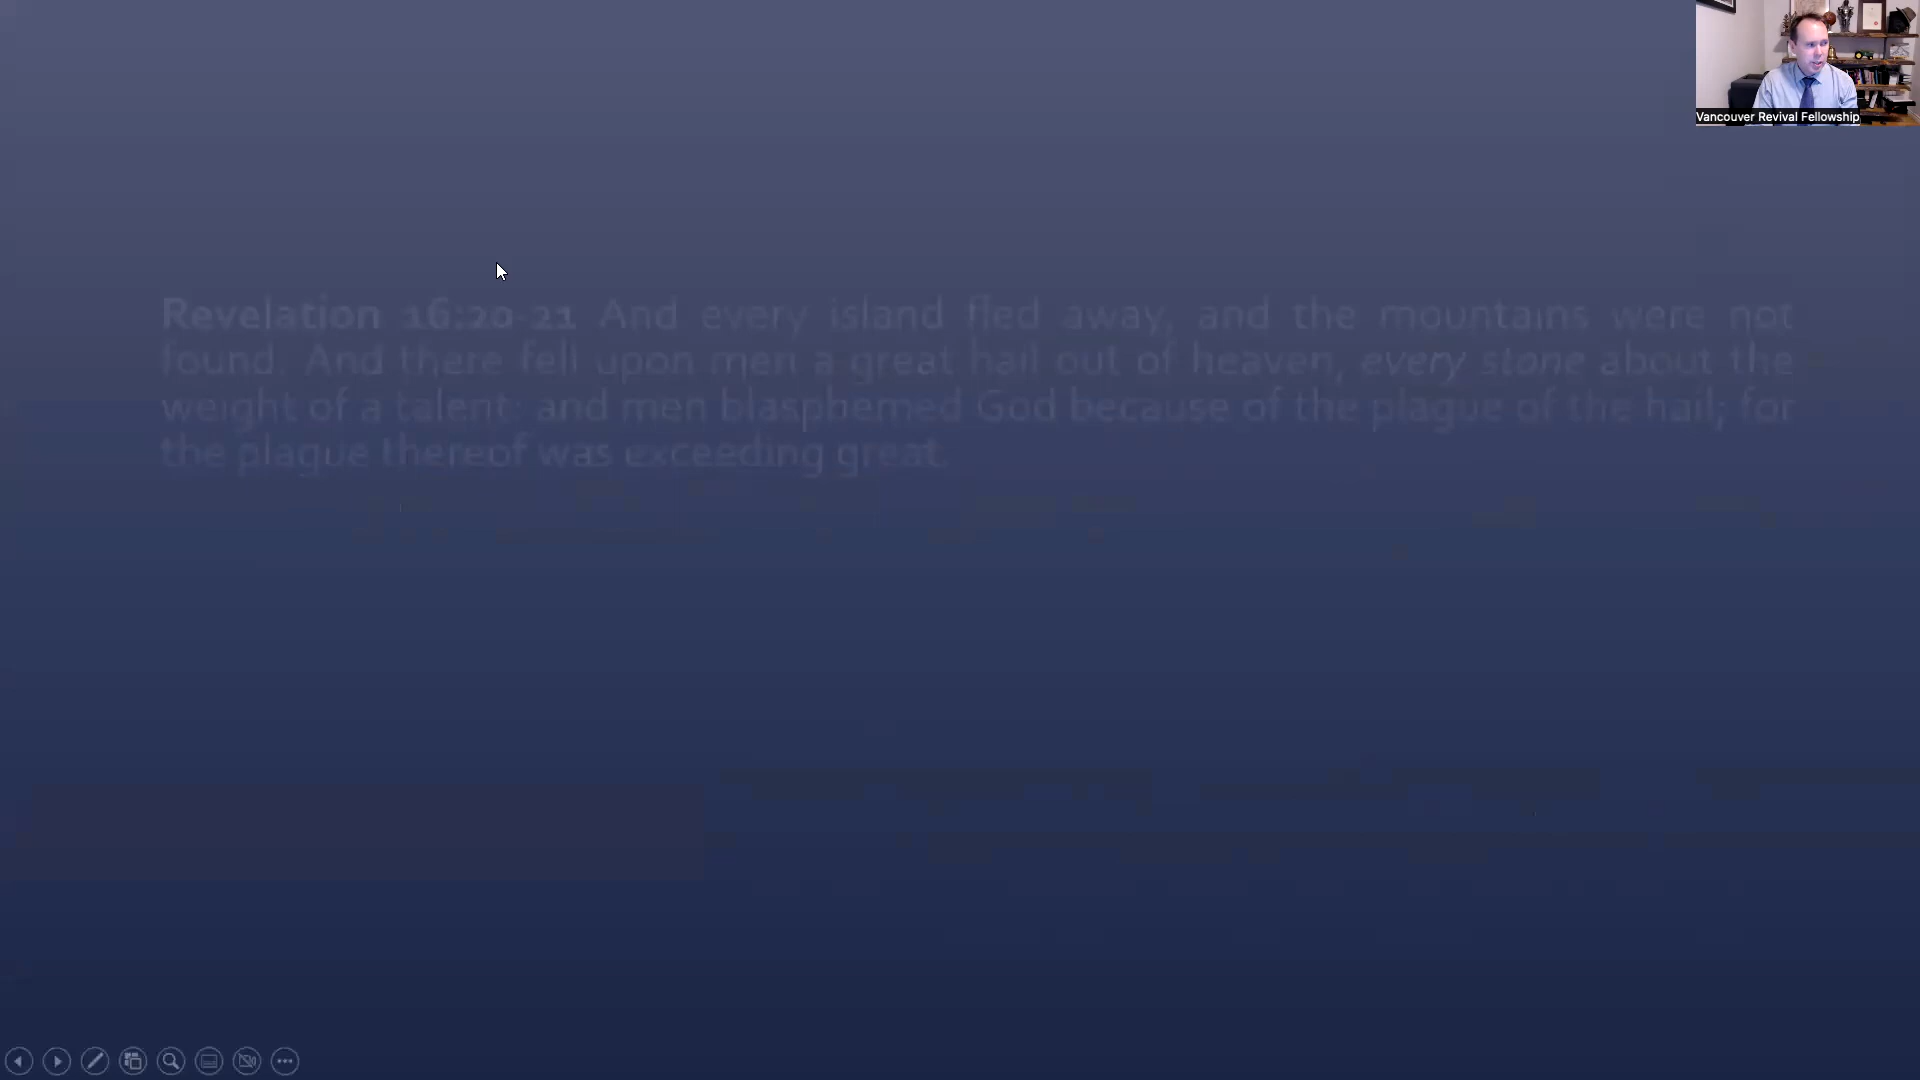 Vancouver Revival Fellowship
Revelation 16:20-21 And every island fled away, and the mountains were not
found. And there fell upon men a great hail out of heaven, every stone about the
weight of a talent: and men blasphemed God because of the plague of the hail; for
the plague thereof was exceeding great.